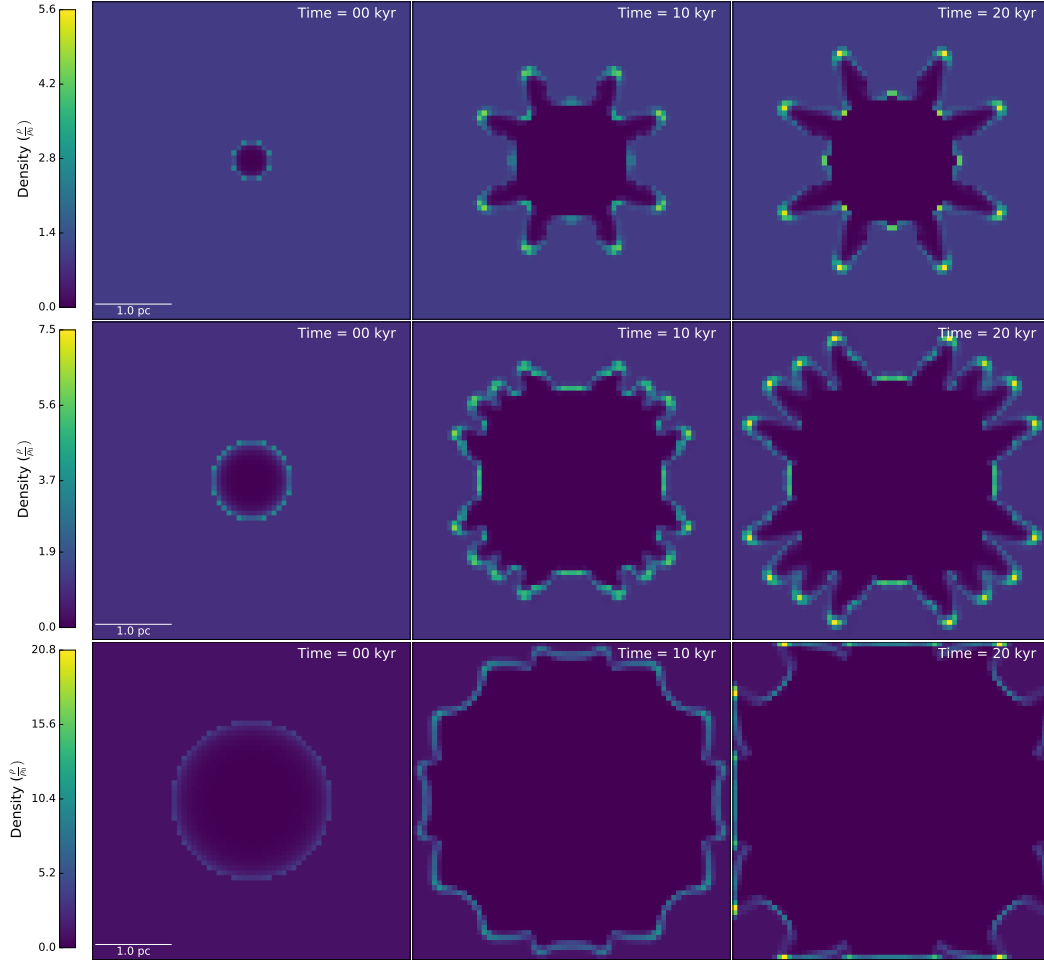 5.6
4.2
2.8
1.4
0.0
Density (ρ/ρ₀)
Time = 00 kyr
Time = 10 kyr
Time = 20 kyr
1.0 pc
7.5
5.6
3.7
1.9
0.0
Density (ρ/ρ₀)
Time = 00 kyr
Time = 10 kyr
Time = 20 kyr
1.0 pc
20.8
15.6
10.4
5.2
0.0
Density (ρ/ρ₀)
Time = 00 kyr
Time = 10 kyr
Time = 20 kyr
1.0 pc